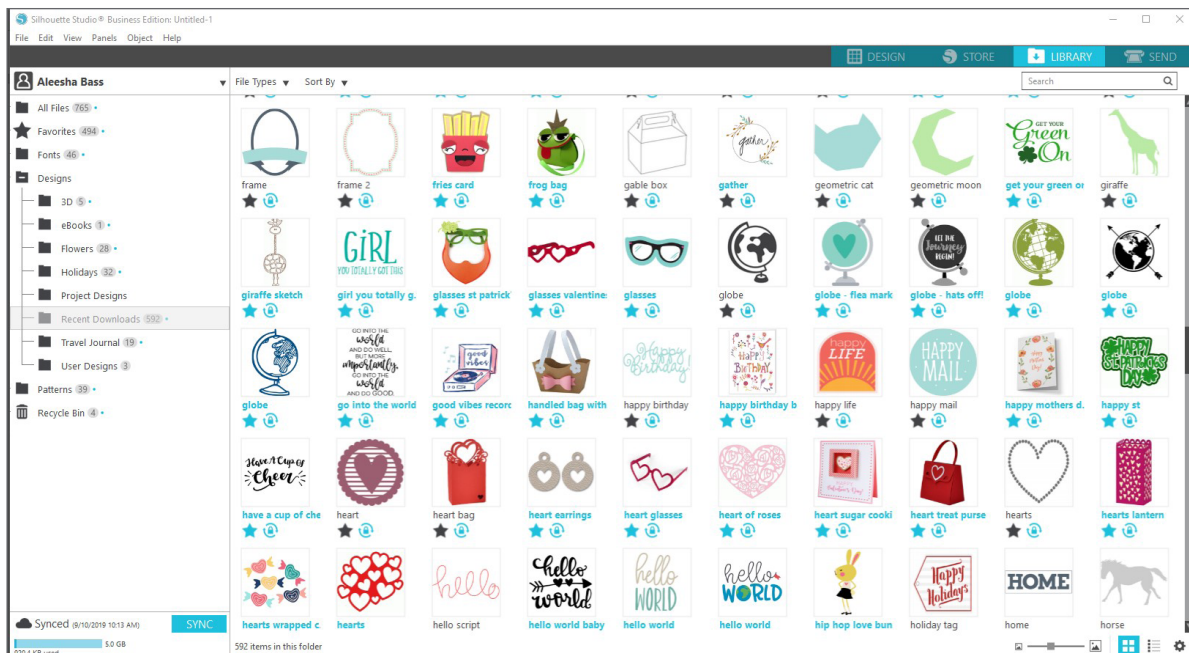 Silhouette Studio® Business Edition: Untitled-1
File Edit View Panels Object Help
DESIGN STORE LIBRARY SEND
Aleesha Bass
File Types Sort By
Search
All Files 765
Favorites 494
Fonts 46
Designs
3D 5
eBooks 1
Flowers 28
Holidays 32
Project Designs
Recent Downloads 592
Travel Journal 19
User Designs 3
Patterns 39
Recycle Bin 4
gather
GET YOUR
Green
On
frame frame 2 fries card frog bag gable box gather geometric cat geometric moon get your green on giraffe
GiRL
YOU TOTALLY GOT THIS
LET THE
Journey
BEGIN!
giraffe sketch girl you totally g. glasses st patrick glasses valentine glasses globe globe - flea mark globe - hats off! globe globe
GO INTO THE
world
AND DO WELL,
BUT MORE
importantly,
GO INTO THE
world
AND DO GOOD.
good
vibes
Happy
Birthday
HaPPY
BiRTHDAY
happy
LIFE
HAPPY
MAIL
HAPPY
ST PATRICK'S
DAY
globe go into the world good vibes recorc handled bag with happy birthday happy birthday b happy life happy mail happy mothers d. happy st
Have A Cup of
Cheer
have a cup of che heart heart bag heart earrings heart glasses heart of roses heart sugar cooki heart treat purse hearts hearts lantern
hello
hello
world
hello
WORLD
hello
WORLD
Happy
Holidays
HOME
hearts wrapped c. hearts hello script hello world baby hello world hello world hip hop love bun holiday tag home horse
Synced (9/10/2019 10:13 AM) SYNC
5.0 GB
592 items in this folder